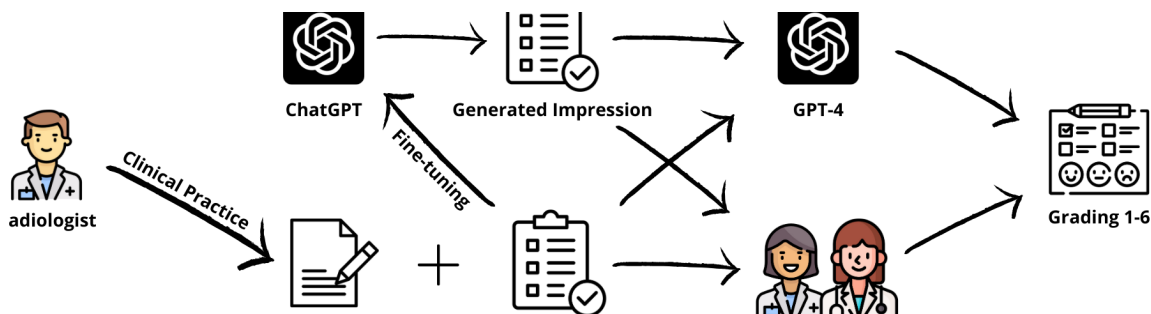 ChatGPT
Generated Impression
GPT-4
Fine-tuning
Clinical Practice
adiologist
Grading 1-6